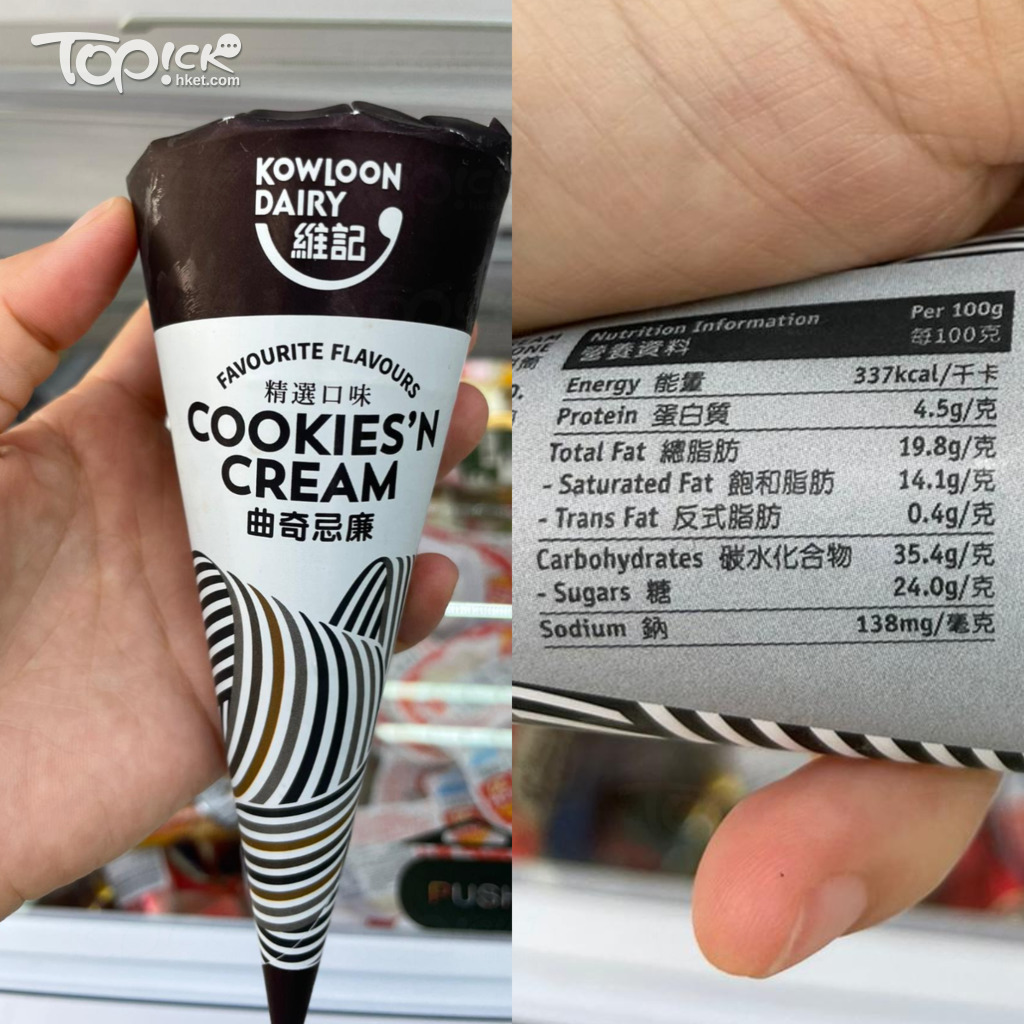 TOPICK
hket.com
KOWLOON
DAIRY
維記
FAVOURITE FLAVOURS
精選口味
COOKIES'N
CREAM
曲奇忌廉
PUSH
Nutrition Information Per 100g
營養資料 每100克
Energy 能量 337kcal/千卡
Protein 蛋白質 4.5g/克
Total Fat 總脂肪 19.8g/克
- Saturated Fat 飽和脂肪 14.1g/克
- Trans Fat 反式脂肪 0.4g/克
Carbohydrates 碳水化合物 35.4g/克
- Sugars 糖 24.0g/克
Sodium 鈉 138mg/毫克